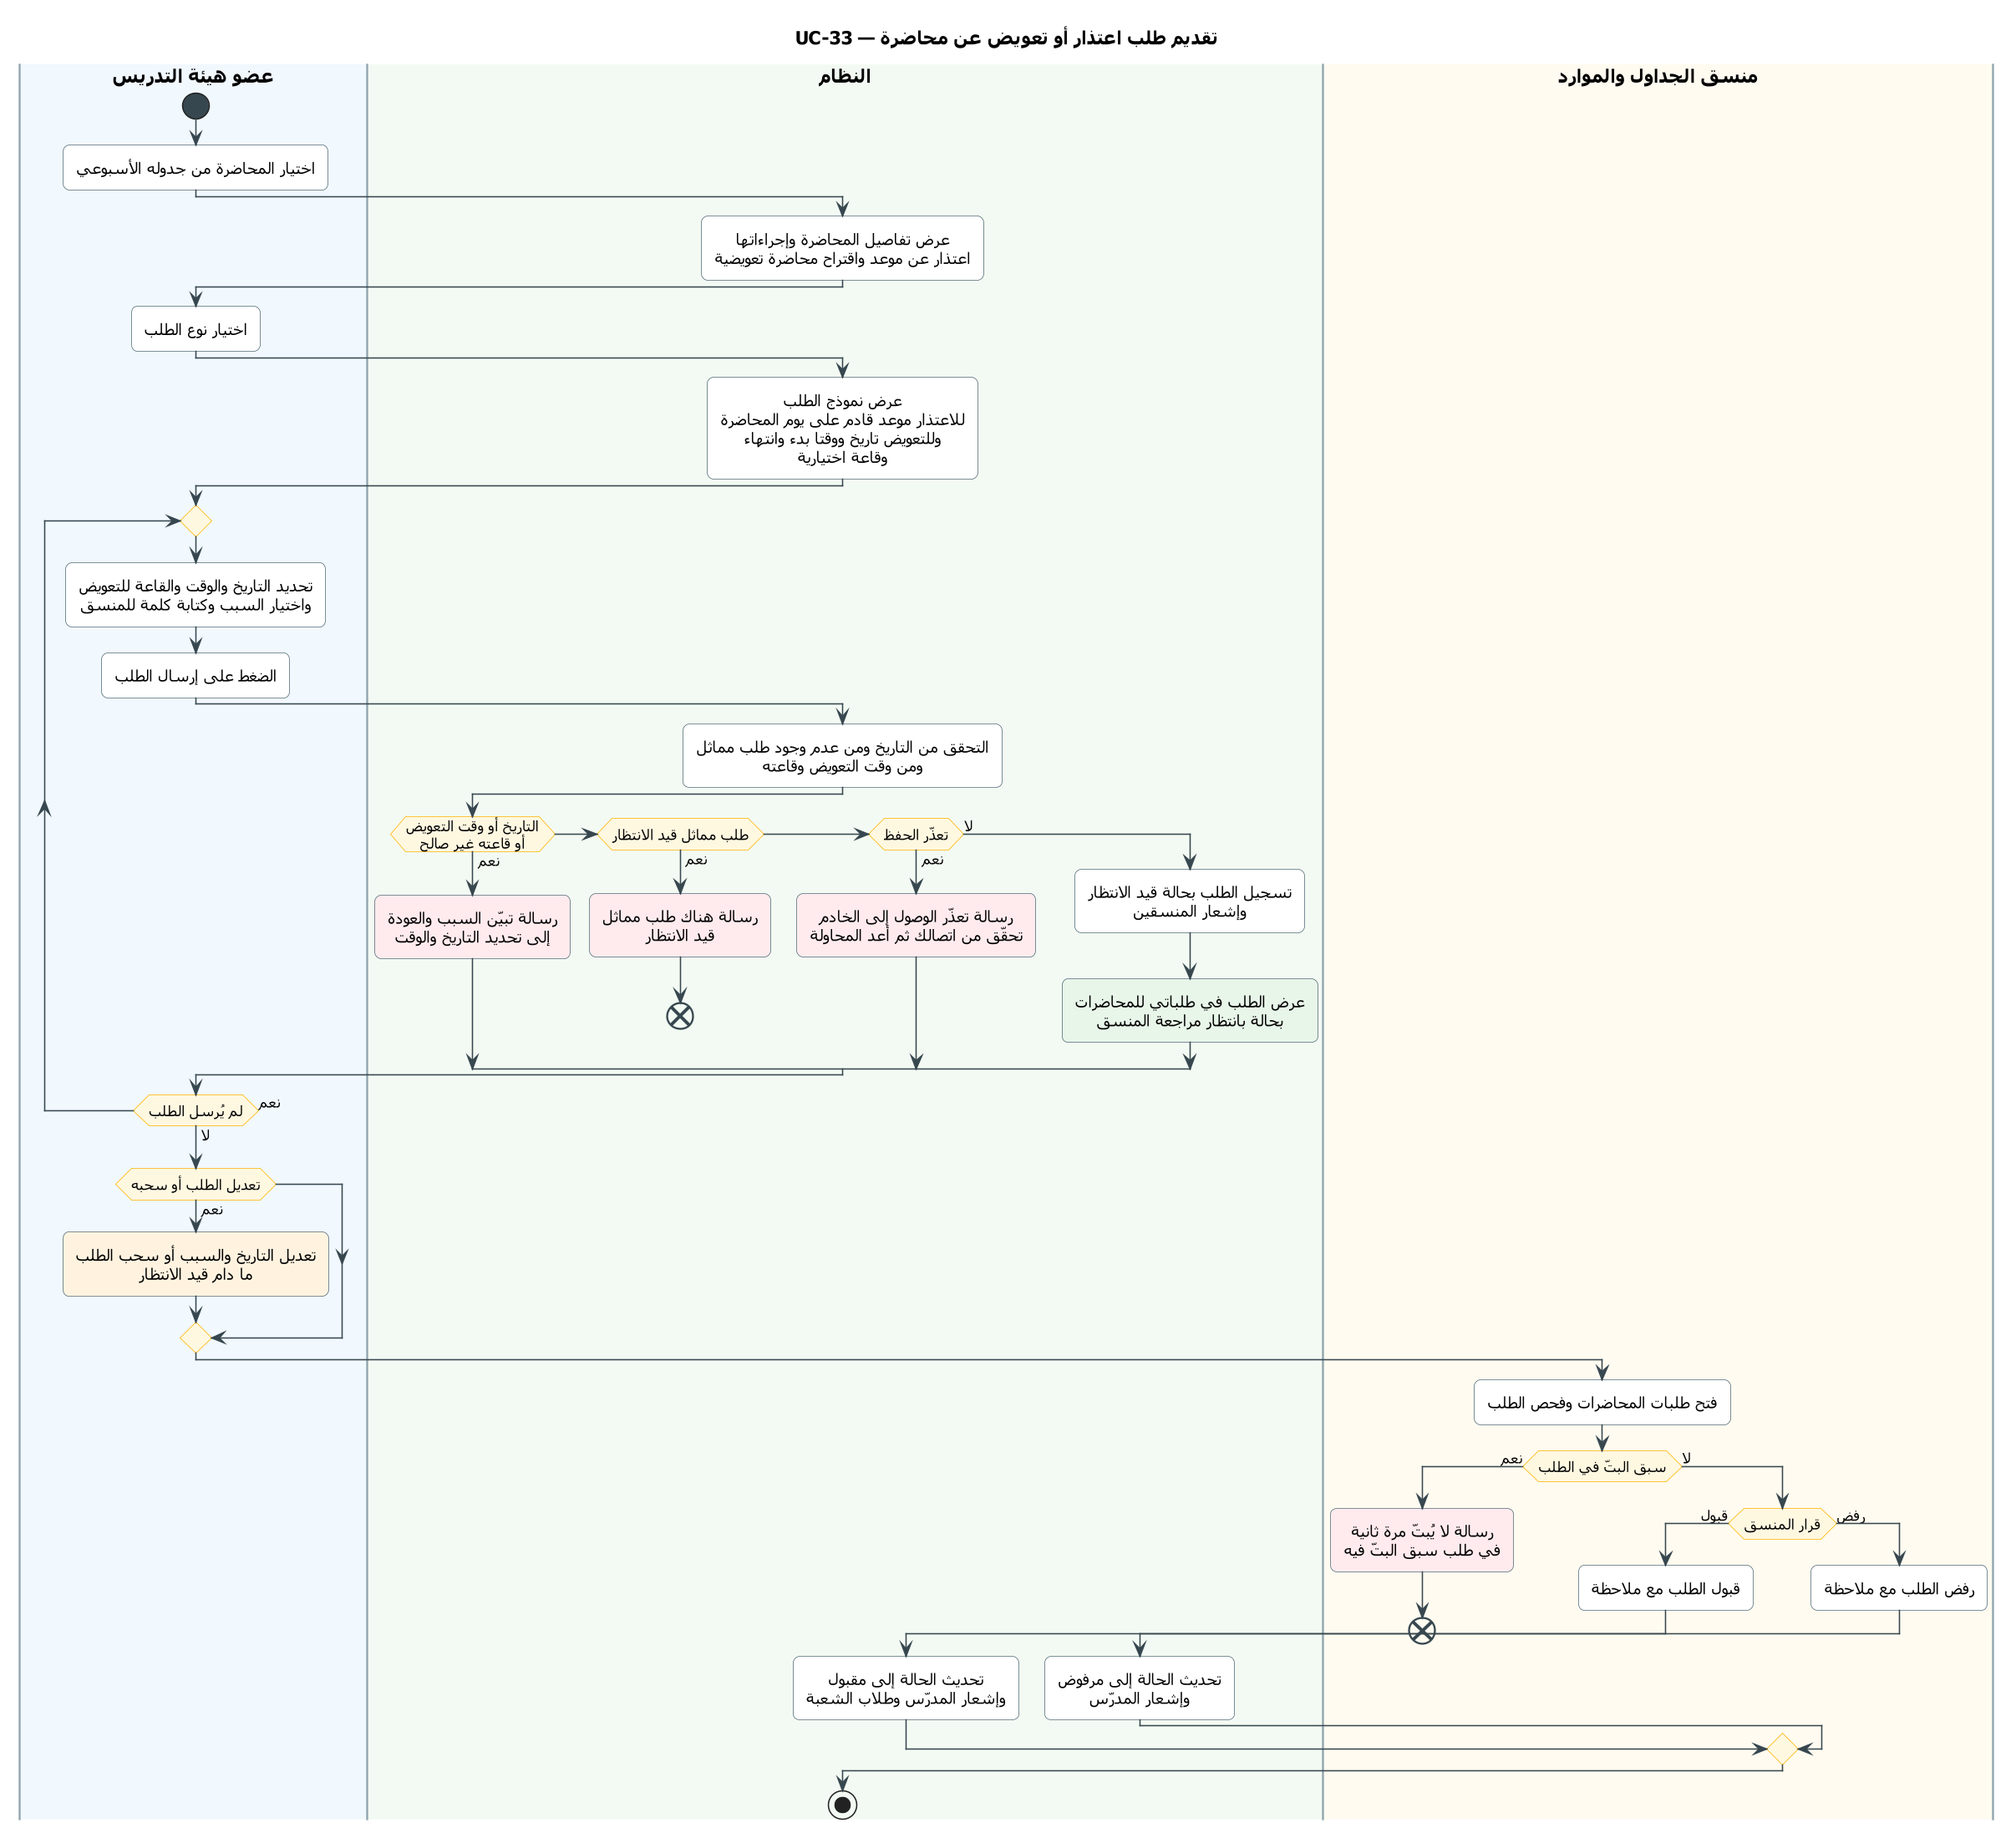 UC-33 — تقديم طلب اعتذار أو تعويض عن محاضرة
عضو هيئة التدريس
النظام
منسق الجداول والموارد
اختيار المحاضرة من جدوله الأسبوعي
عرض تفاصيل المحاضرة وإجراءاتها
اعتذار عن موعد واقتراح محاضرة تعويضية
اختيار نوع الطلب
عرض نموذج الطلب
للاعتذار موعد قادم على يوم المحاضرة
وللتعويض تاريخ ووقتا بدء وانتهاء
وقاعة اختيارية
تحديد التاريخ والوقت والقاعة للتعويض
واختيار السبب وكتابة كلمة للمنسق
الضغط على إرسال الطلب
التحقق من التاريخ ومن عدم وجود طلب مماثل
ومن وقت التعويض وقاعته
التاريخ أو وقت التعويض
أو قاعته غير صالح
نعم
رسالة تبيّن السبب والعودة
إلى تحديد التاريخ والوقت
طلب مماثل قيد الانتظار
نعم
رسالة هناك طلب مماثل
قيد الانتظار
تعذّر الحفظ
نعم
لا
رسالة تعذّر الوصول إلى الخادم
تحقّق من اتصالك ثم أعد المحاولة
تسجيل الطلب بحالة قيد الانتظار
وإشعار المنسقين
عرض الطلب في طلباتي للمحاضرات
بحالة بانتظار مراجعة المنسق
لم يُرسل الطلب
نعم
لا
تعديل الطلب أو سحبه
نعم
تعديل التاريخ والسبب أو سحب الطلب
ما دام قيد الانتظار
فتح طلبات المحاضرات وفحص الطلب
سبق البتّ في الطلب
نعم
لا
رسالة لا يُبتّ مرة ثانية
في طلب سبق البتّ فيه
قرار المنسق
قبول
رفض
قبول الطلب مع ملاحظة
رفض الطلب مع ملاحظة
تحديث الحالة إلى مقبول
وإشعار المدرّس وطلاب الشعبة
تحديث الحالة إلى مرفوض
وإشعار المدرّس